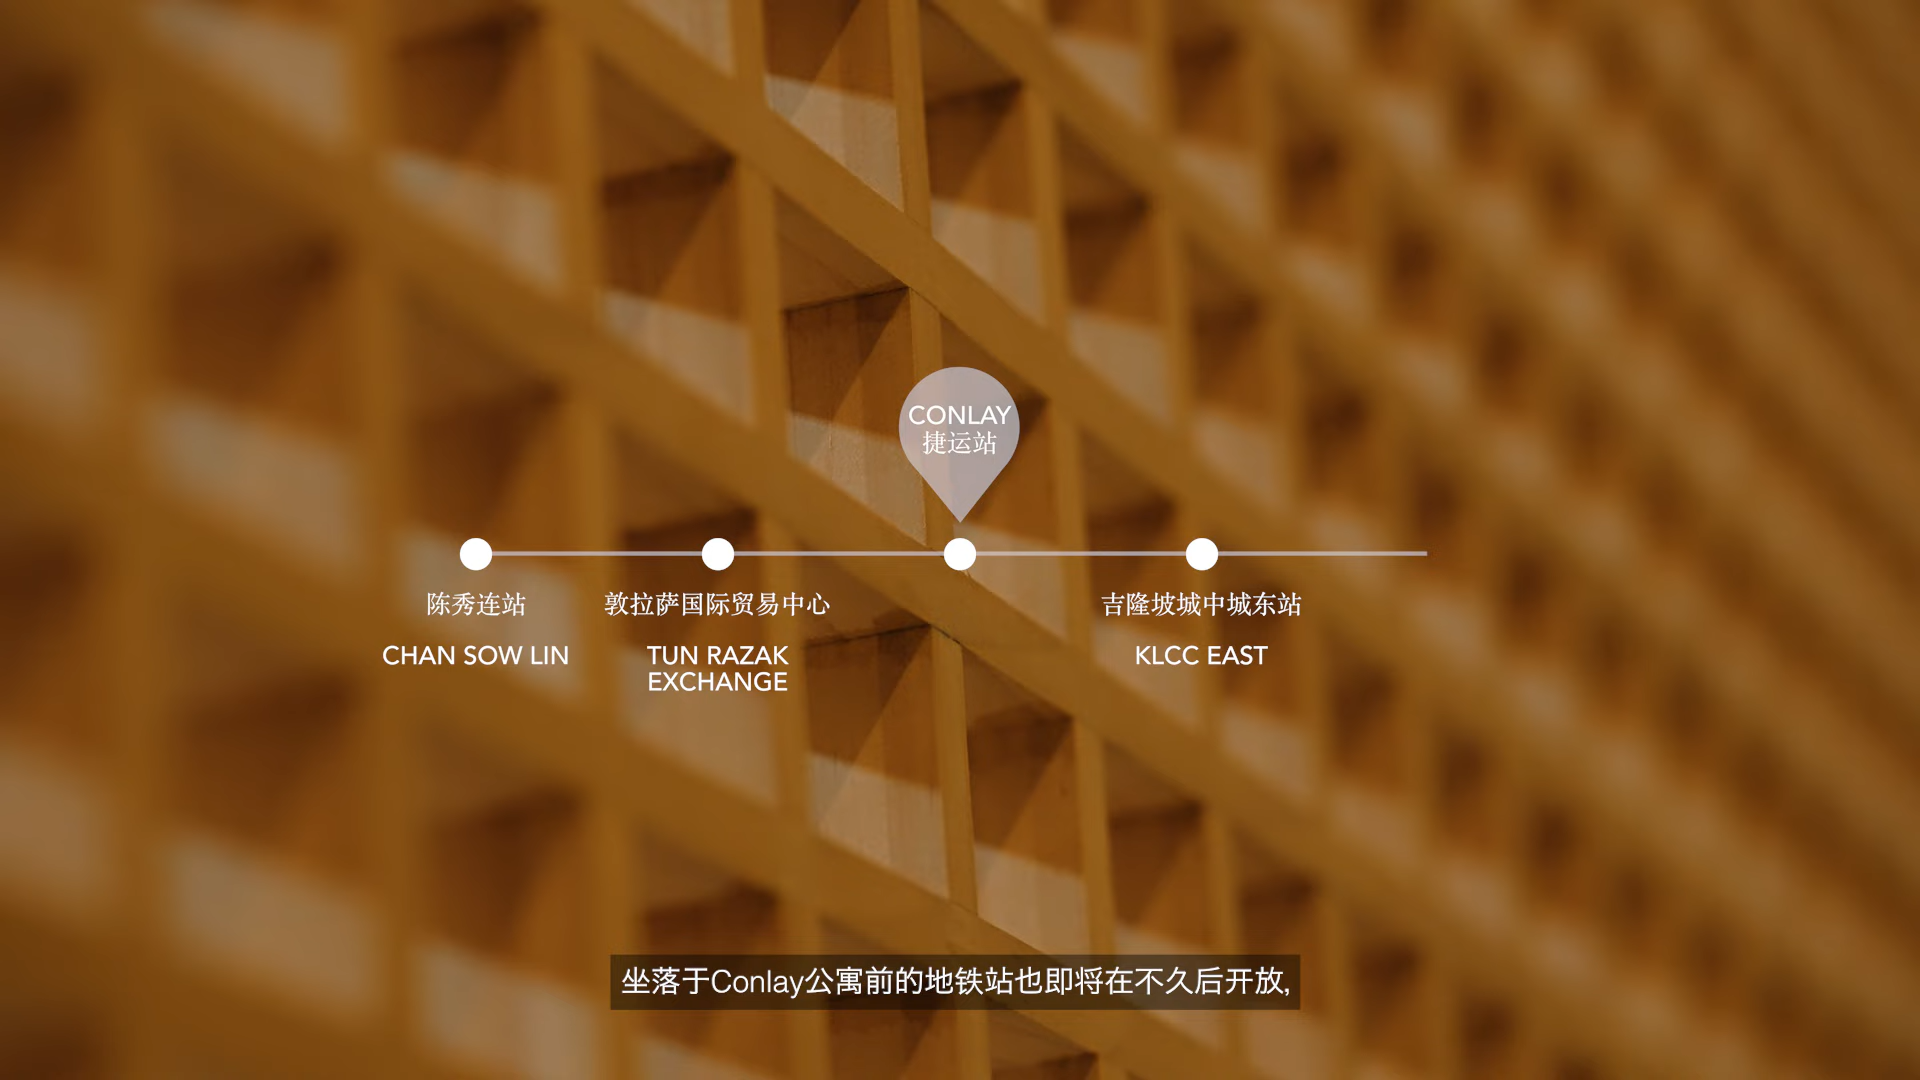 CONLAY
捷运站
陈秀连站
CHAN SOW LIN
敦拉萨国际贸易中心
TUN RAZAK
EXCHANGE
吉隆坡城中城东站
KLCC EAST
坐落于Conlay公寓前的地铁站也即将在不久后开放,